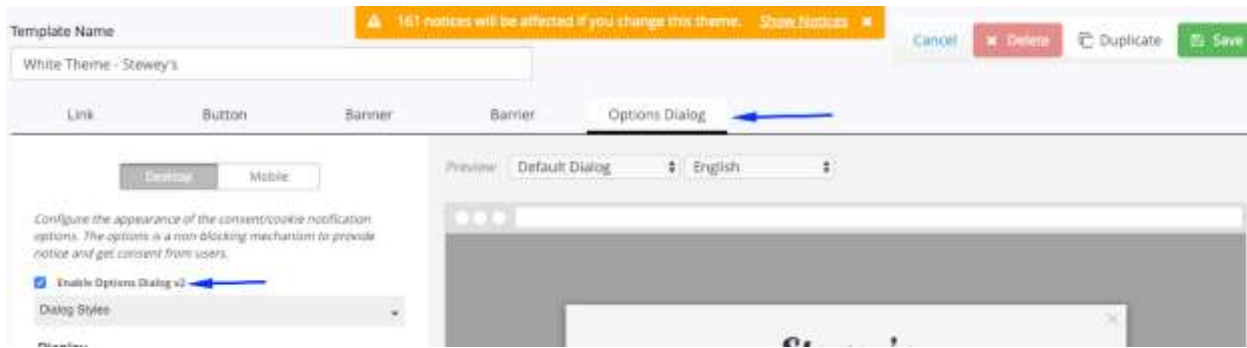 161 notices will be affected if you change this theme. Show Notices ×
Template Name
Cancel × Delete Duplicate Save
White Theme - Stewey's
Link Button Banner Barrier Options Dialog
Desktop Mobile
Preview Default Dialog English
Configure the appearance of the consent/cookie notification
options. The options is a non blocking mechanism to provide
notice and get consent from users.
Enable Options Dialog v2
Dialog Styles
Display